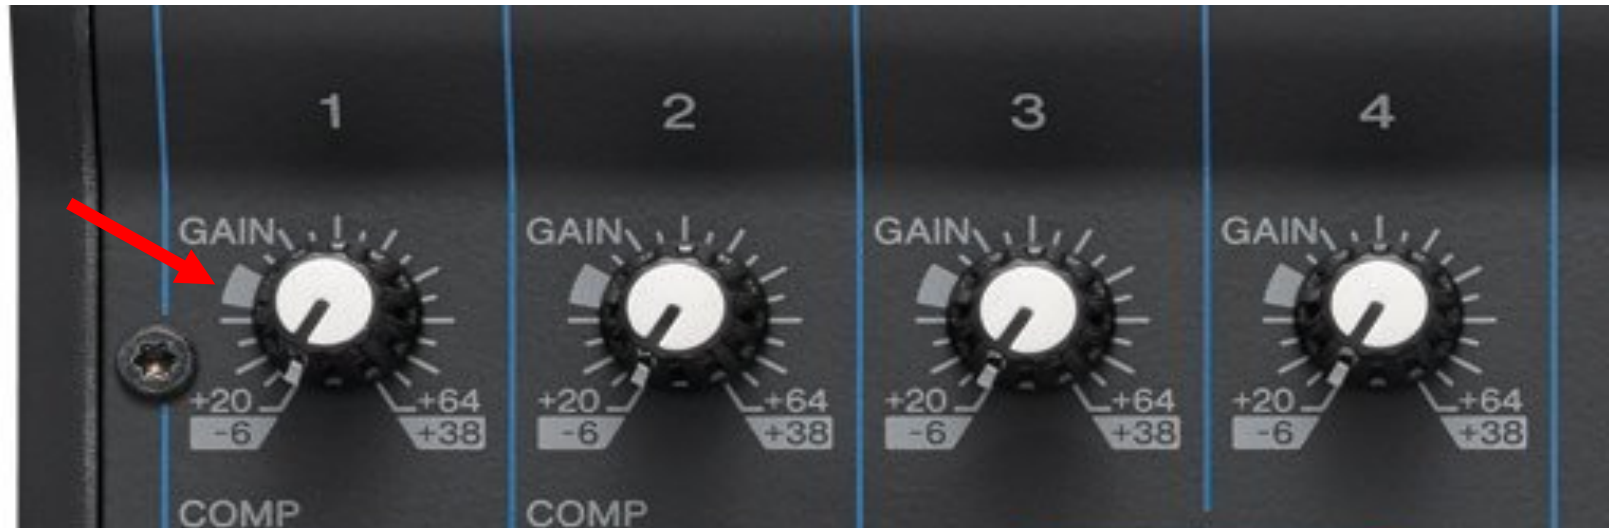 1 2 3 4
GAIN GAIN GAIN GAIN
+20 +64 +20 +64 +20 +64 +20 +64
-6 +38 -6 +38 -6 +38 -6 +38
COMP COMP